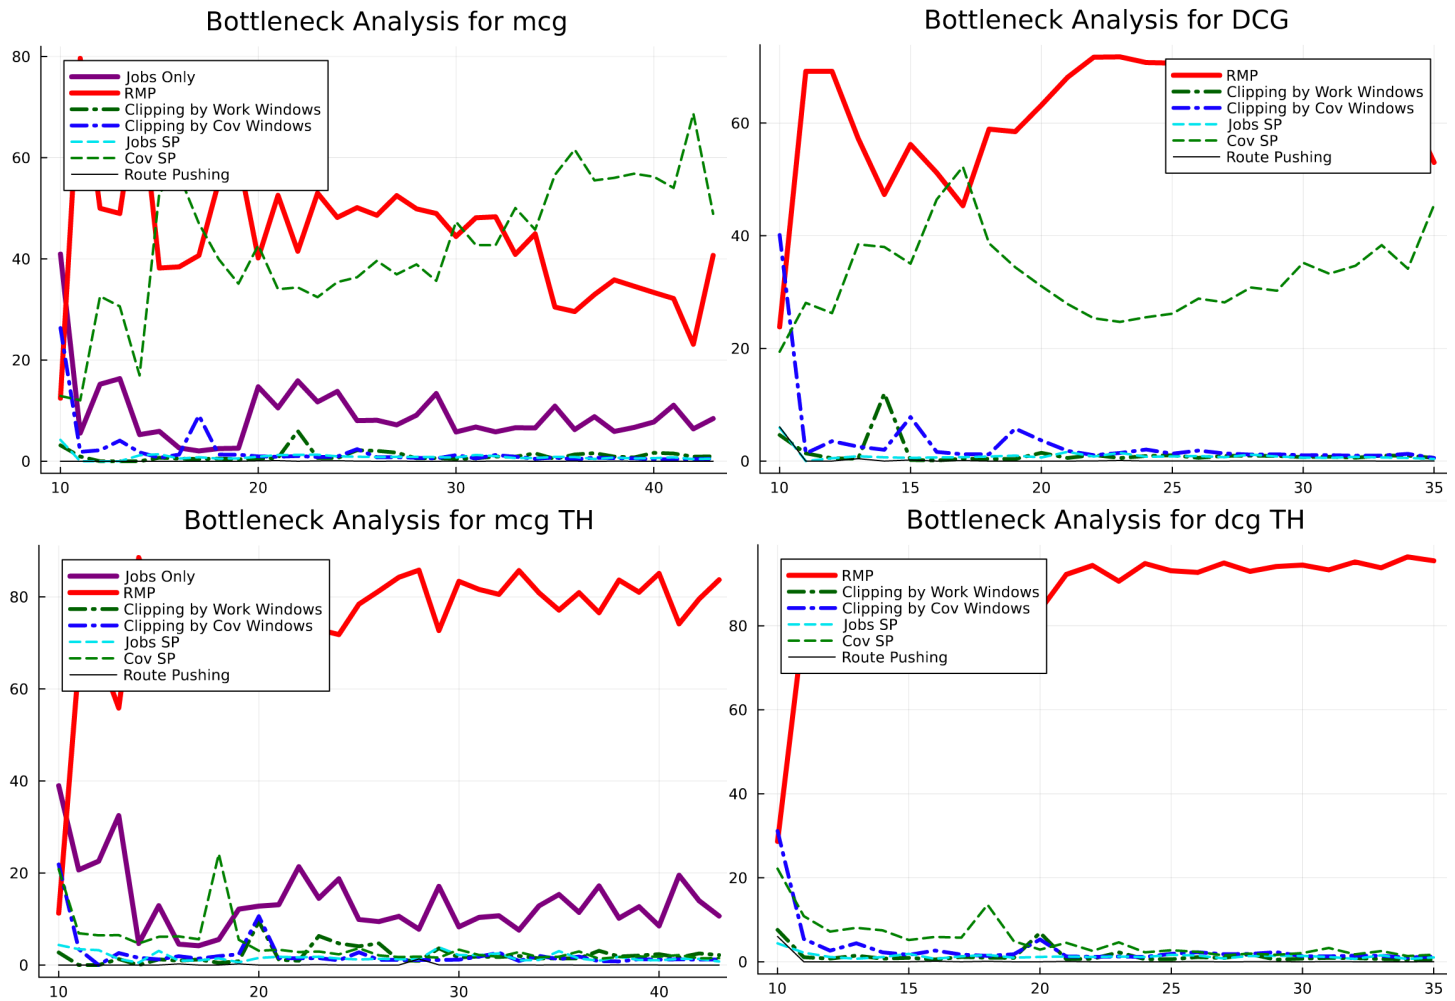 Bottleneck Analysis for mcg
80
60
40
20
0
10
20
30
40
Jobs Only
RMP
Clipping by Work Windows
Clipping by Cov Windows
Jobs SP
Cov SP
Route Pushing
Bottleneck Analysis for DCG
60
40
20
0
10
15
20
25
30
35
RMP
Clipping by Work Windows
Clipping by Cov Windows
Jobs SP
Cov SP
Route Pushing
Bottleneck Analysis for mcg TH
80
60
40
20
0
10
20
30
40
Jobs Only
RMP
Clipping by Work Windows
Clipping by Cov Windows
Jobs SP
Cov SP
Route Pushing
Bottleneck Analysis for dcg TH
80
60
40
20
0
10
15
20
25
30
35
RMP
Clipping by Work Windows
Clipping by Cov Windows
Jobs SP
Cov SP
Route Pushing